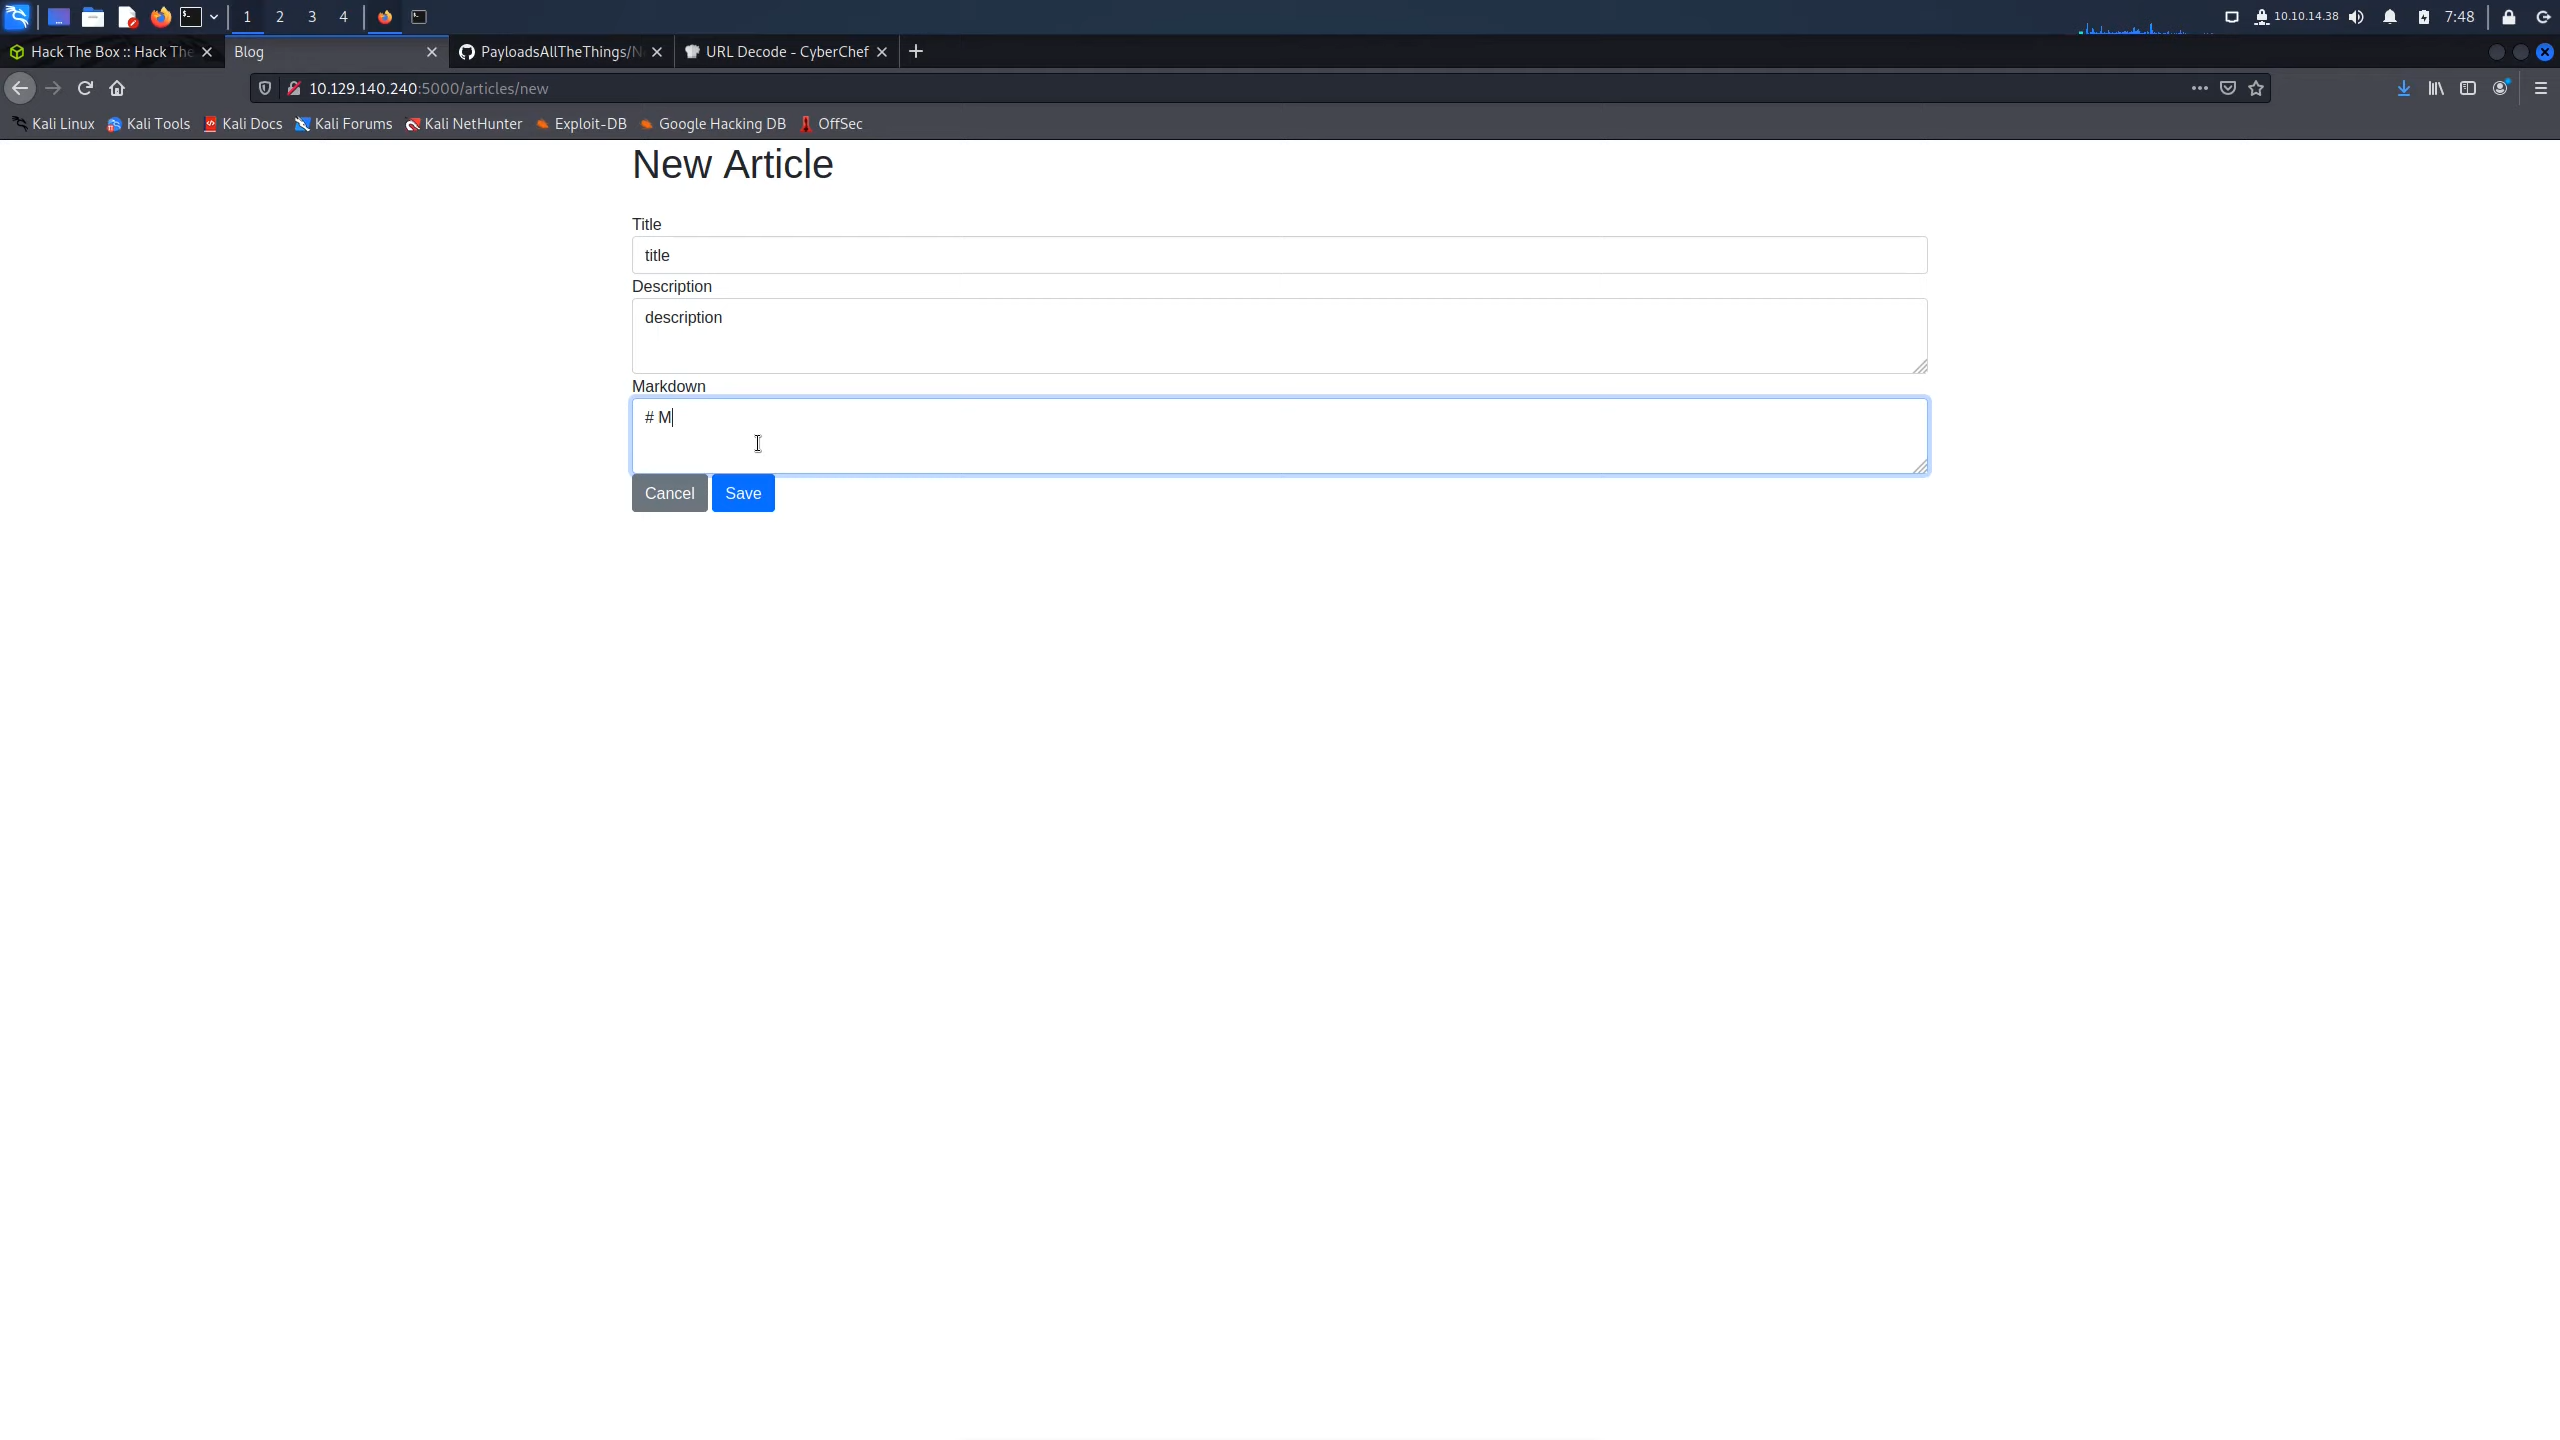 1 2 3 4 10.10.14.38 7:48
Hack The Box :: Hack The Blog PayloadsAllTheThings/N URL Decode - CyberChef
10.129.140.240:5000/articles/new
Kali Linux Kali Tools Kali Docs Kali Forums Kali NetHunter Exploit-DB Google Hacking DB OffSec
New Article
Title
title
Description
description
Markdown
# M
Cancel Save